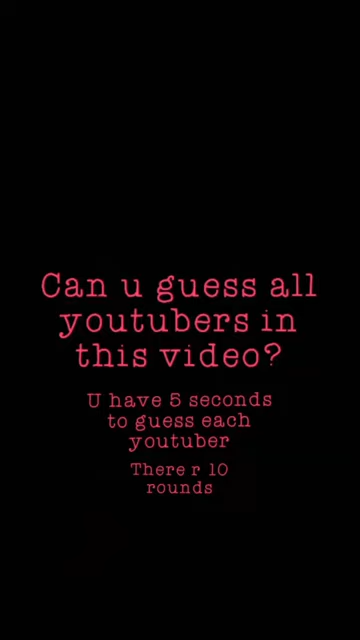 Can u guess all
youtubers in
this video?
U have 5 seconds
to guess each
youtuber
There r 10
rounds